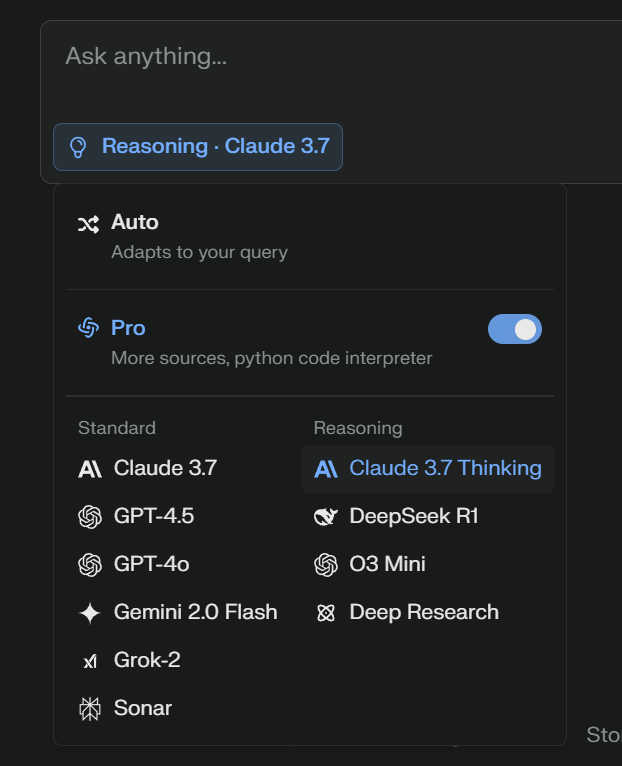 Ask anything...
Reasoning · Claude 3.7
Auto
Adapts to your query
Pro
More sources, python code interpreter
Standard
Reasoning
Claude 3.7
Claude 3.7 Thinking
GPT-4.5
DeepSeek R1
GPT-4o
O3 Mini
Gemini 2.0 Flash
Deep Research
Grok-2
Sonar